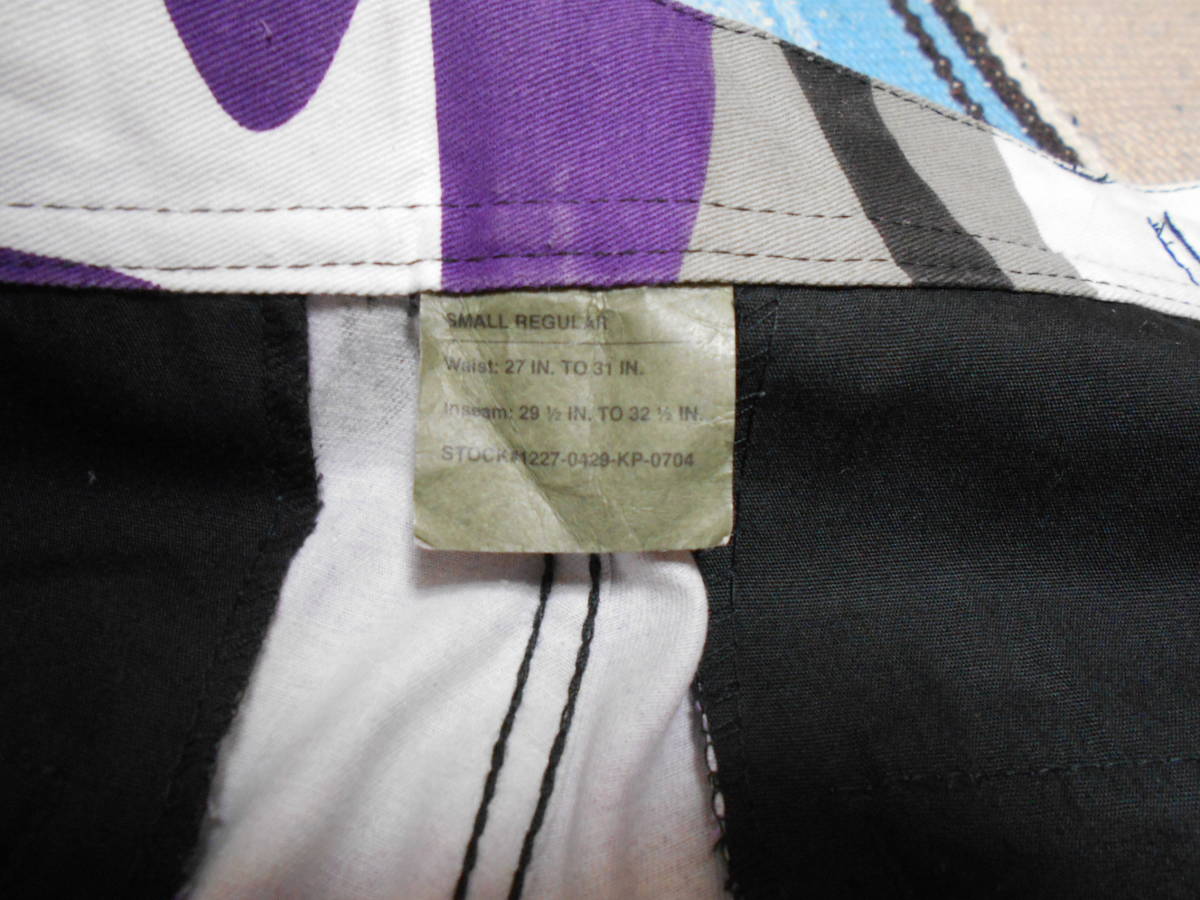 SMALL REGULAR
Waist: 27 IN. TO 31 IN.
Inseam: 29 ½ IN. TO 32 ½ IN.
STOCK#1227-0429-KP-0704